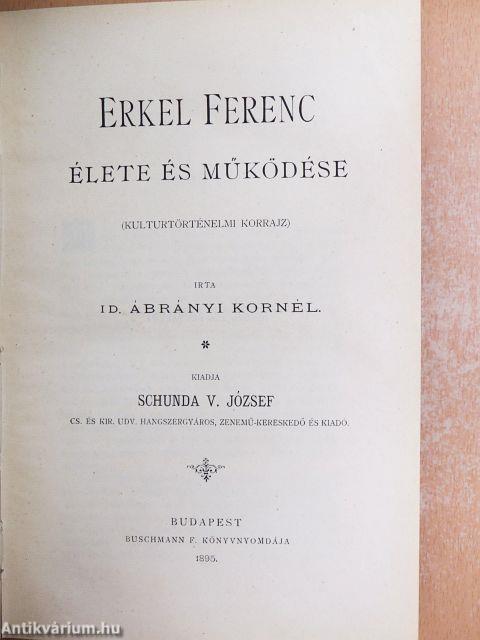 ERKEL FERENC
ÉLETE ÉS MŰKÖDÉSE
(KULTURTÖRTÉNELMI KORRAJZ)
IRTA
ID. ÁBRÁNYI KORNÉL.
KIADJA
SCHUNDA V. JÓZSEF
CS. ÉS KIR. UDV. HANGSZERGYÁROS, ZENEMŰ-KERESKEDŐ ÉS KIADÓ.
BUDAPEST
BUSCHMANN F. KÖNYVNYOMDÁJA
1895.
Antikvárium.hu